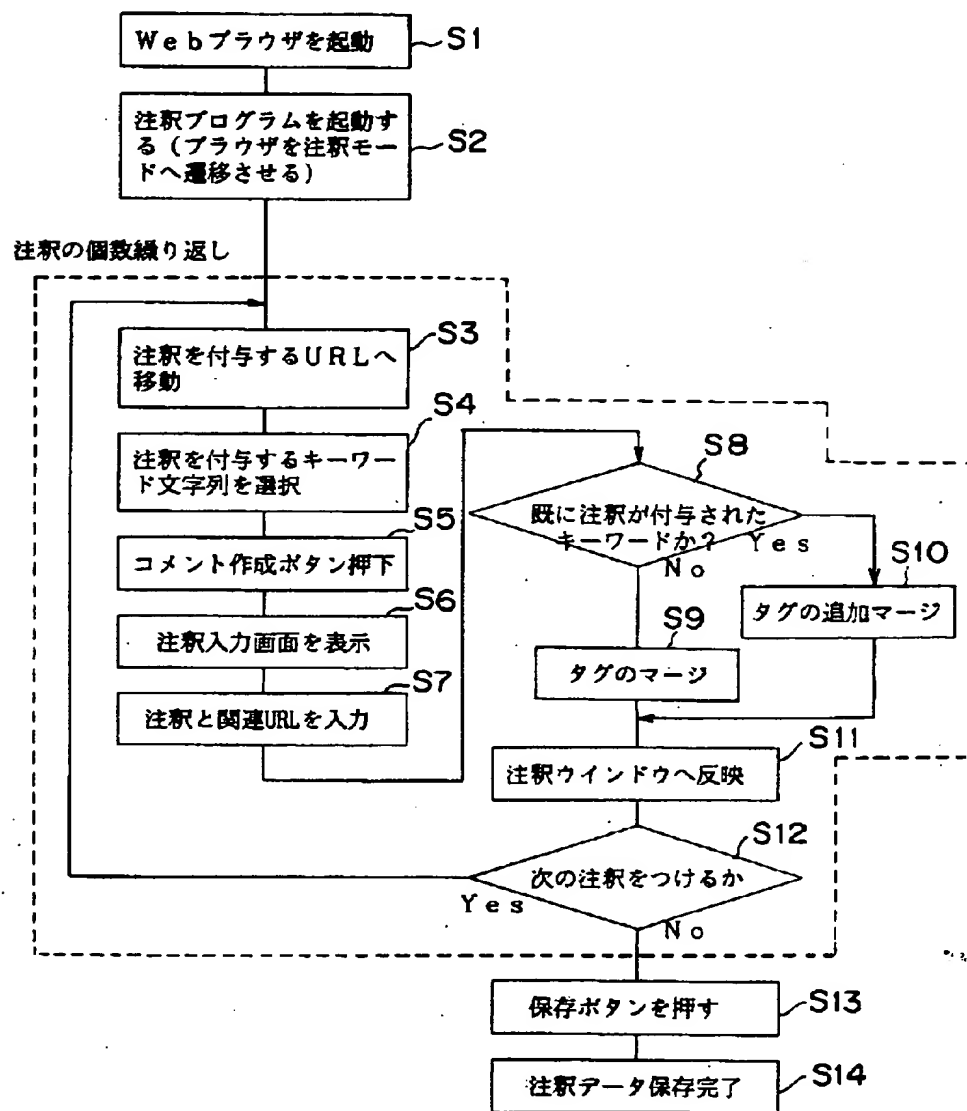 Webブラウザを起動
S1
注釈プログラムを起動す
る(ブラウザを注釈モー
ドへ遷移させる)
S2
注釈の個数繰り返し
注釈を付与するURLへ
移動
S3
注釈を付与するキーワー
ド文字列を選択
S4
コメント作成ボタン押下
S5
注釈入力画面を表示
S6
注釈と関連URLを入力
S7
既に注釈が付与された
キーワードか?
S8
Yes
No
タグのマージ
S9
タグの追加マージ
S10
注釈ウインドウへ反映
S11
次の注釈をつけるか
S12
Yes
No
保存ボタンを押す
S13
注釈データ保存完了
S14